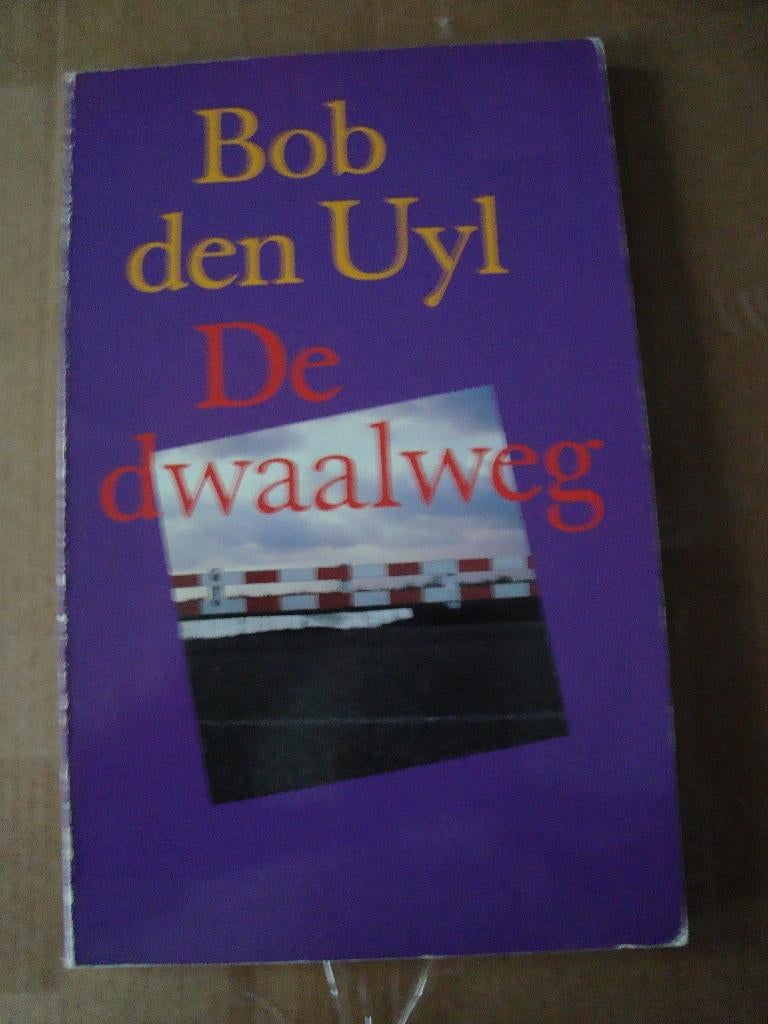 Bob
den Uyl
De
dwaalweg